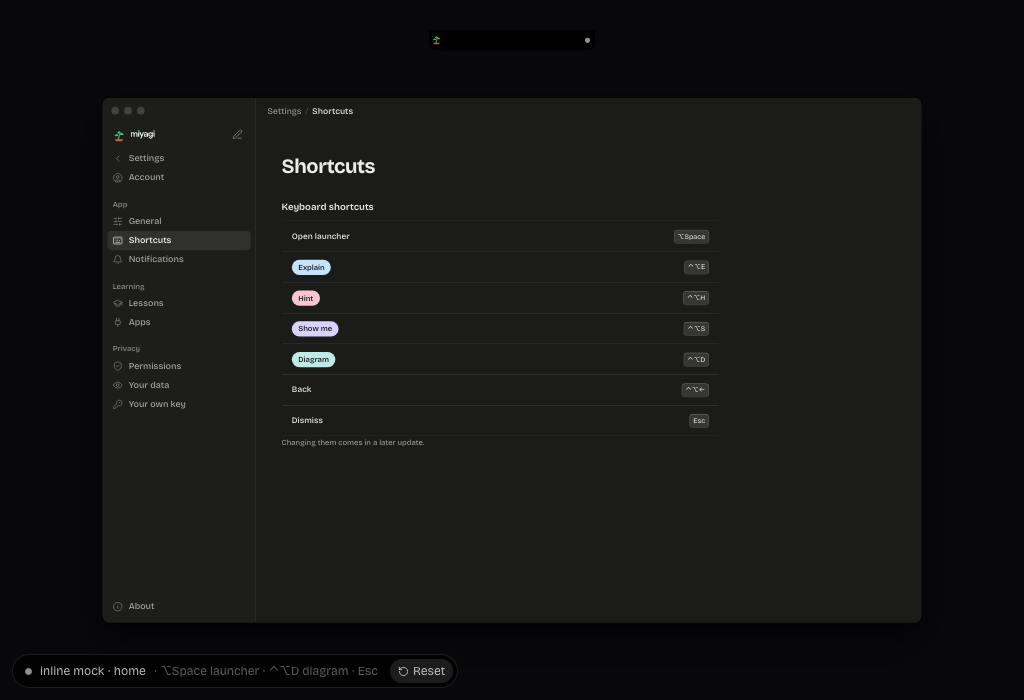 Settings / Shortcuts
miyagi
Settings
Account
App
General
Shortcuts
Notifications
Learning
Lessons
Apps
Privacy
Permissions
Your data
Your own key
About
Shortcuts
Keyboard shortcuts
Open launcher ⌥Space
Explain ^⌥E
Hint ^⌥H
Show me ^⌥S
Diagram ^⌥D
Back ^⌥←
Dismiss Esc
Changing them comes in a later update.
inline mock · home · ⌥Space launcher · ^⌥D diagram · Esc Reset